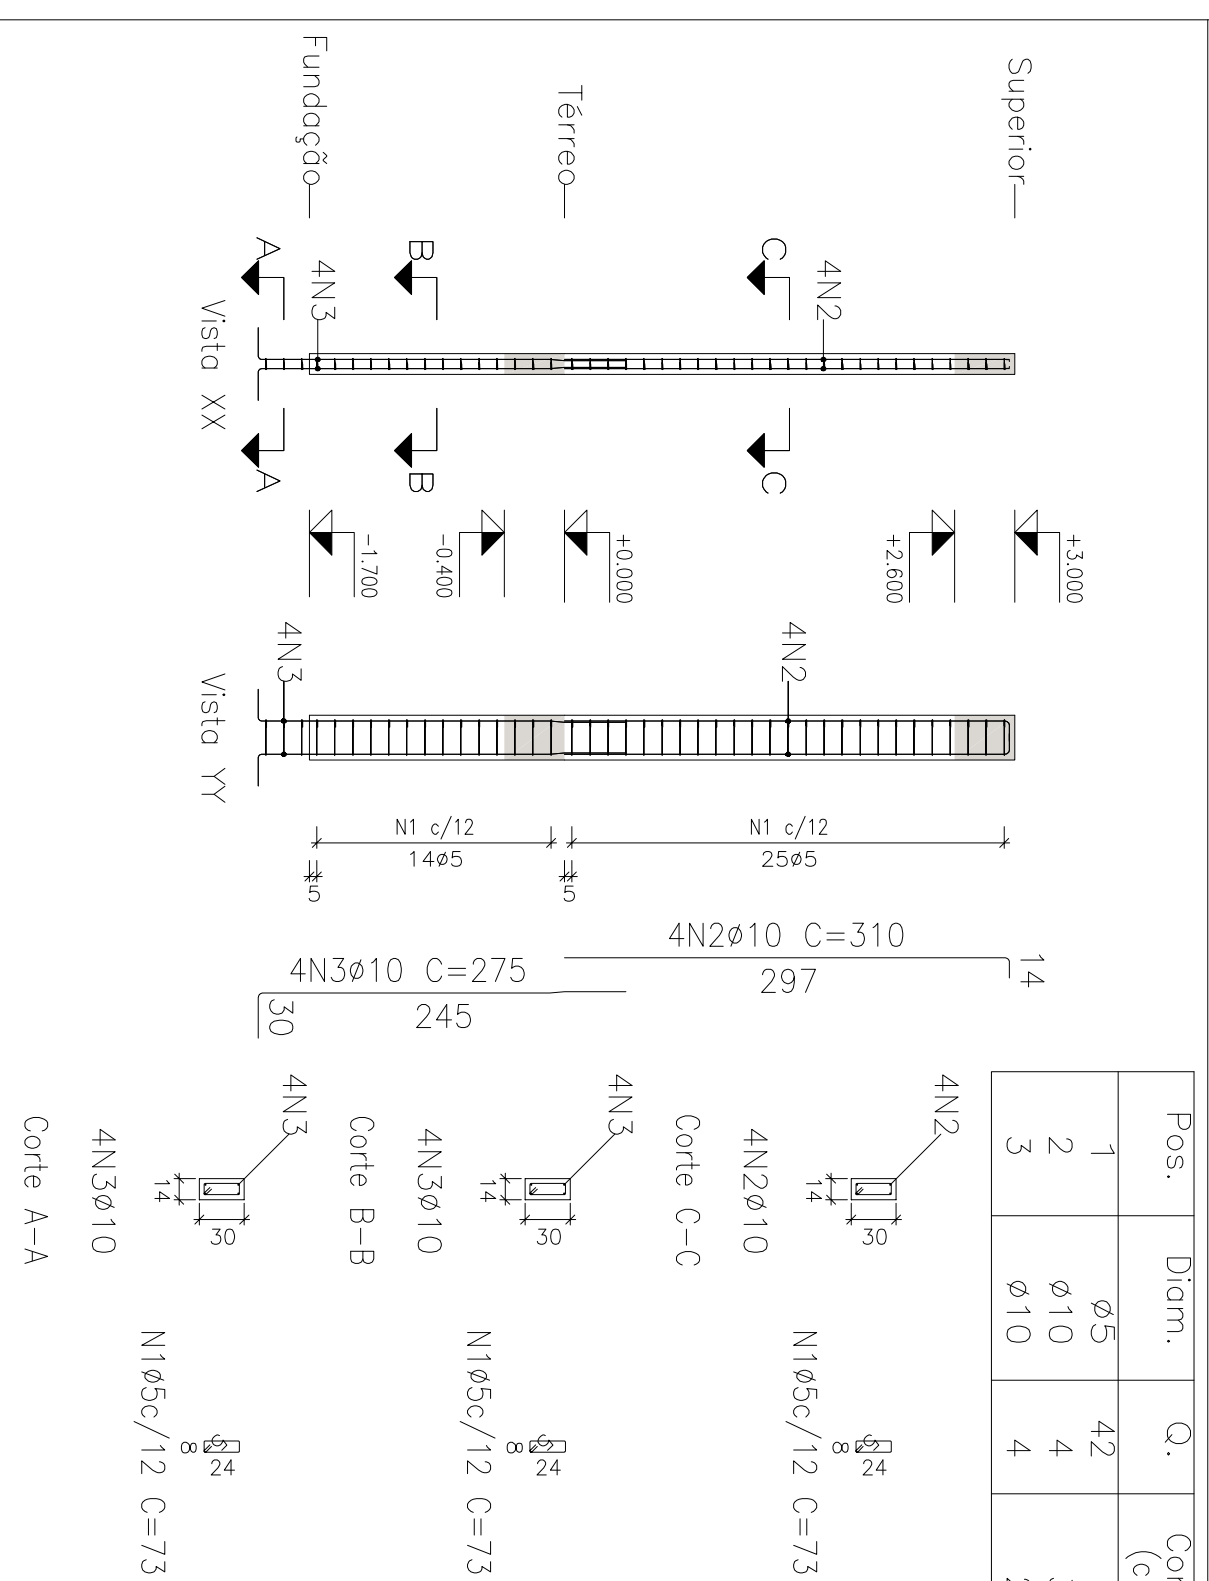 Superior
Térreo
Fundação
A
A
B
B
C
C
4N3
4N2
Vista XX
+3.000
+2.600
+0.000
-0.400
-1.700
4N3
4N2
Vista YY
N1 c/12
14ø5
5
N1 c/12
25ø5
5
4N2ø10 C=310
297
14
4N3ø10 C=275
245
30
Pos. Diam. Q.
1 ø5 42
2 ø10 4
3 ø10 4
4N2
14
30
4N2ø10
Corte C-C
24
8
5
N1ø5c/12 C=73
4N3
14
30
4N3ø10
Corte B-B
24
8
5
N1ø5c/12 C=73
4N3
14
30
4N3ø10
Corte A-A
24
8
5
N1ø5c/12 C=73